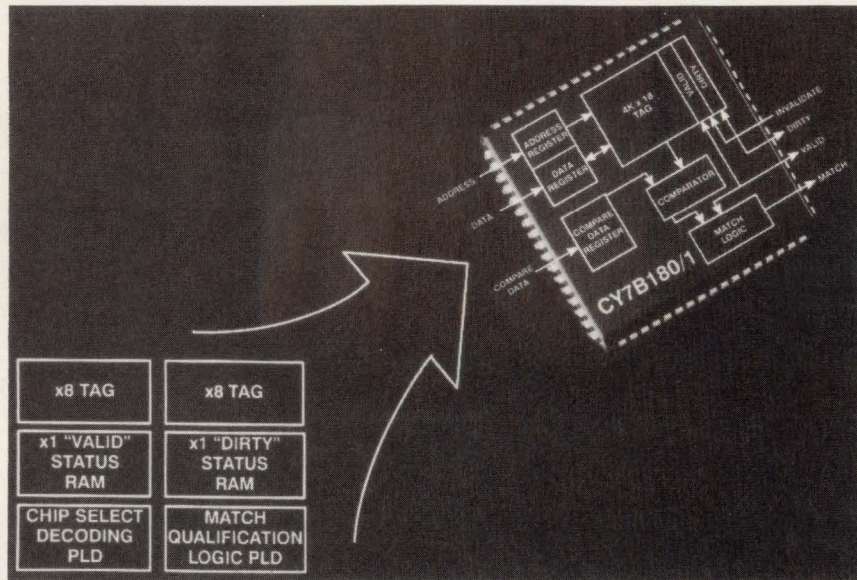 VALID
DIRTY
4K x 18
TAG
ADDRESS
REGISTER
DATA
REGISTER
COMPARE
DATA
REGISTER
COMPARATOR
MATCH
LOGIC
INVALIDATE
DIRTY
VALID
MATCH
ADDRESS
DATA
COMPARE
DATA
CY7B180/1
x8 TAG
x8 TAG
x1 "VALID"
STATUS
RAM
x1 "DIRTY"
STATUS
RAM
CHIP SELECT
DECODING
PLD
MATCH
QUALIFICATION
LOGIC PLD